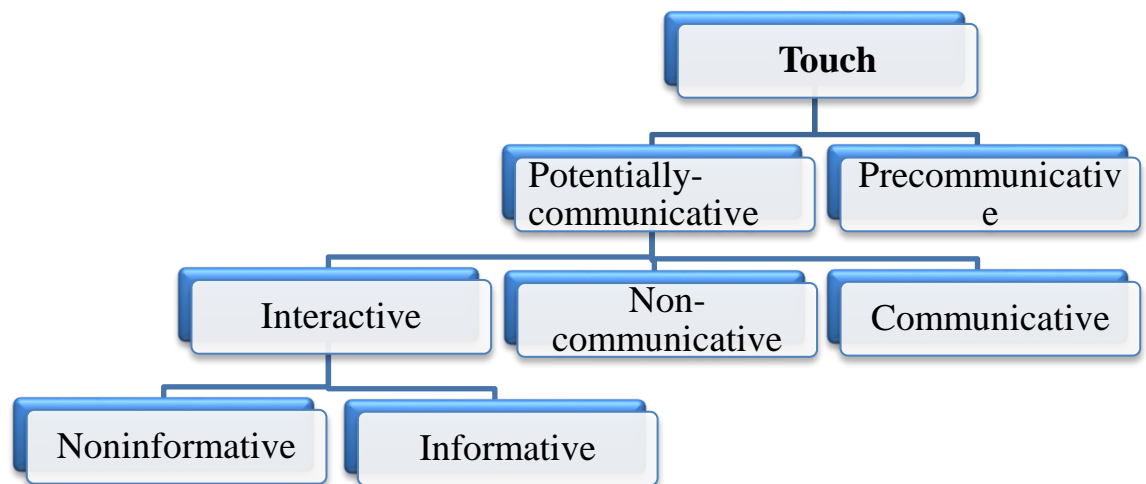 Touch
Potentially-
communicative
Precommunicativ
e
Interactive
Non-
communicative
Communicative
Noninformative
Informative